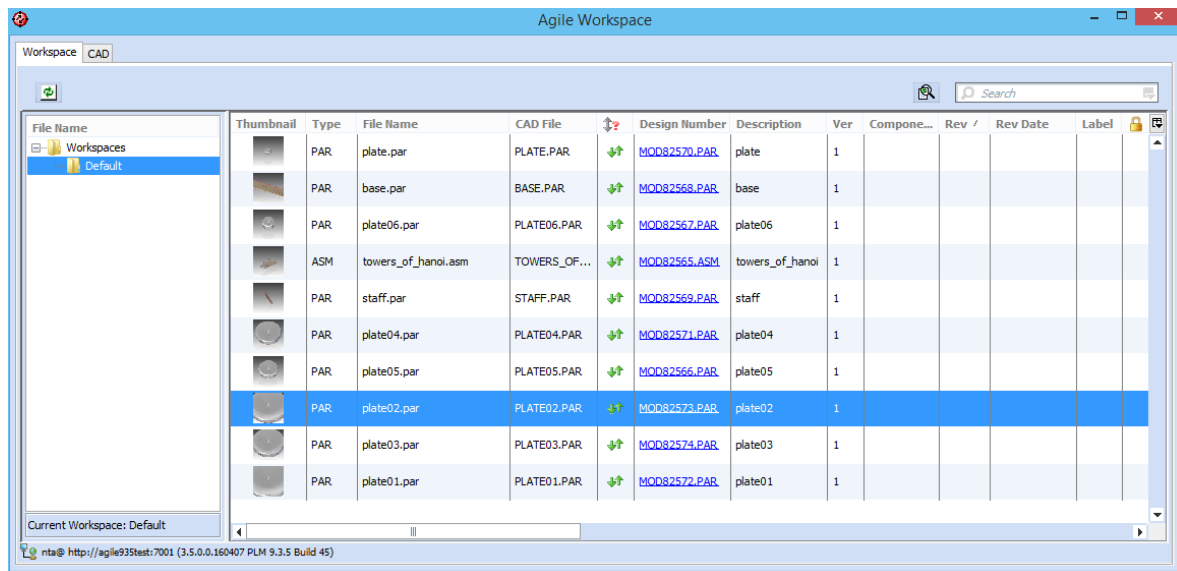 Agile Workspace
Workspace CAD
Search
File Name
Workspaces
Default
Current Workspace: Default
Thumbnail Type File Name CAD File Design Number Description Ver Compone... Rev Rev Date Label
PAR plate.par PLATE.PAR MOD82570.PAR plate 1
PAR base.par BASE.PAR MOD82568.PAR base 1
PAR plate06.par PLATE06.PAR MOD82567.PAR plate06 1
ASM towers_of_hanoi.asm TOWERS_OF... MOD82565.ASM towers_of_hanoi 1
PAR staff.par STAFF.PAR MOD82569.PAR staff 1
PAR plate04.par PLATE04.PAR MOD82571.PAR plate04 1
PAR plate05.par PLATE05.PAR MOD82566.PAR plate05 1
PAR plate02.par PLATE02.PAR MOD82573.PAR plate02 1
PAR plate03.par PLATE03.PAR MOD82574.PAR plate03 1
PAR plate01.par PLATE01.PAR MOD82572.PAR plate01 1
nta@ http://agile935test:7001 (3.5.0.0.160407 PLM 9.3.5 Build 45)